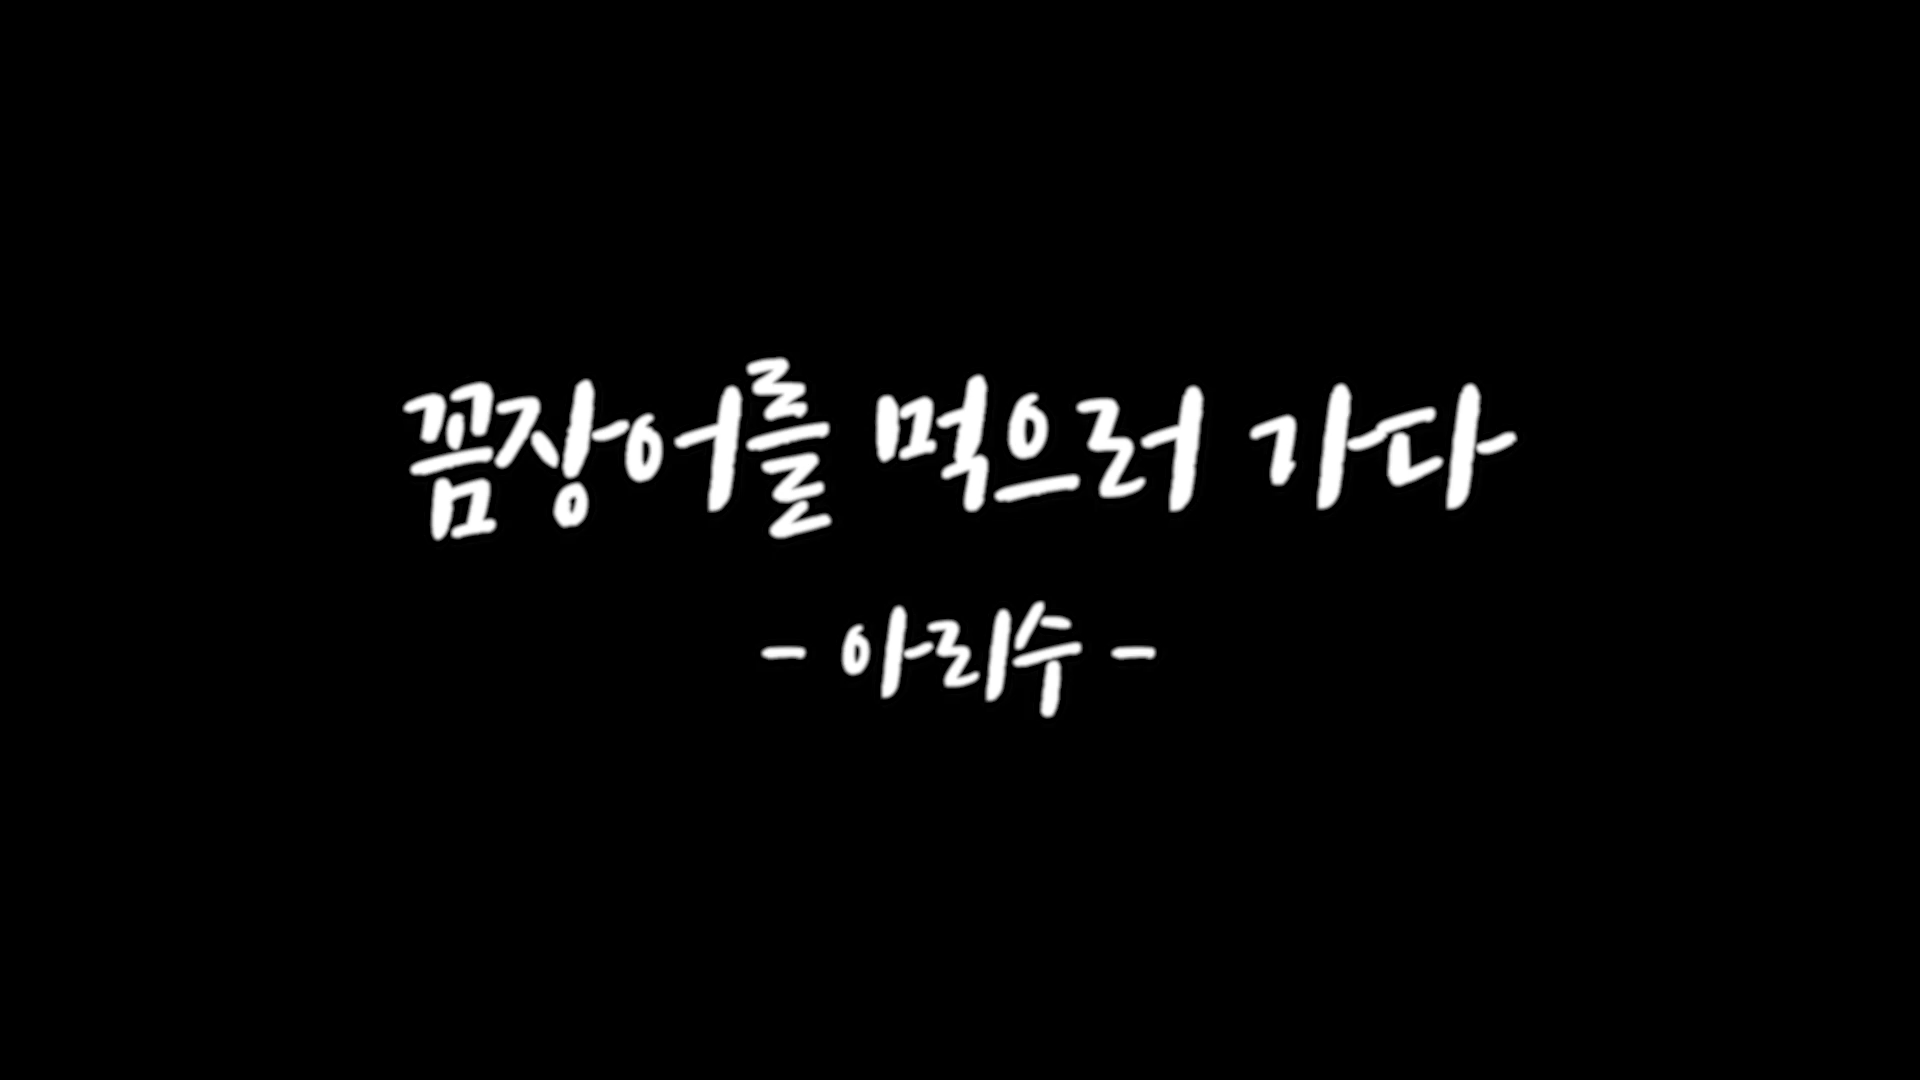 꼼장어를 먹으러 가다
- 아리수 -